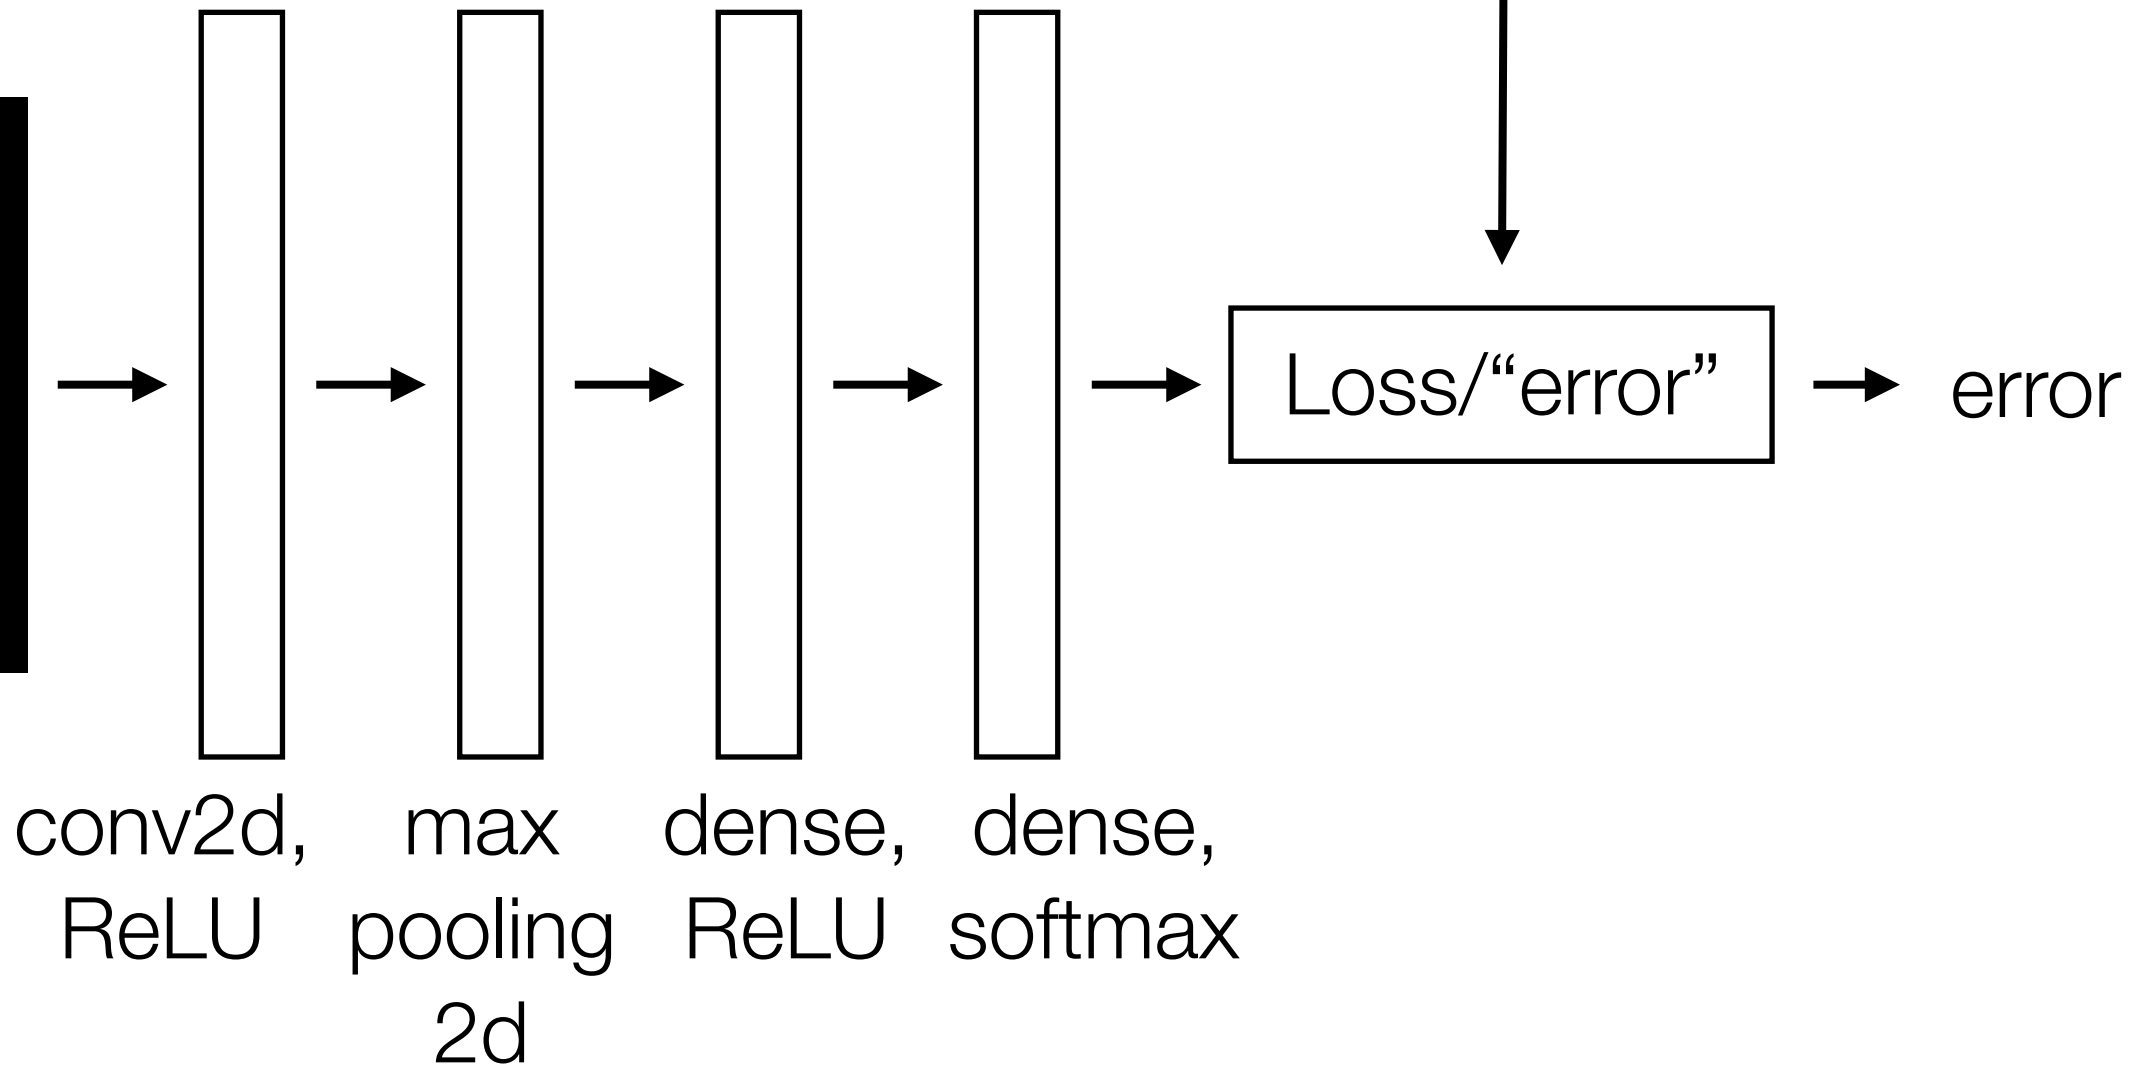 Loss/“error”
error
conv2d,
ReLU
max
pooling
2d
dense,
ReLU
dense,
softmax